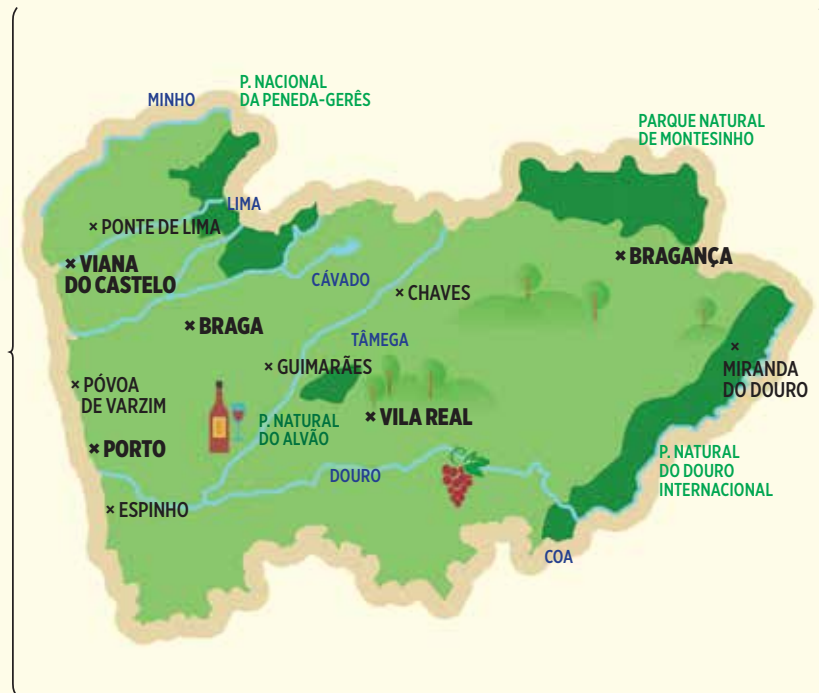 P. NACIONAL
DA PENEDA-GERÊS
MINHO
PARQUE NATURAL
DE MONTESINHO
LIMA
× PONTE DE LIMA
× VIANA
DO CASTELO
× BRAGANÇA
CÁVADO
× CHAVES
× BRAGA
TÂMEGA
× GUIMARÃES
×
MIRANDA
DO DOURO
× PÓVOA
DE VARZIM
P. NATURAL
DO ALVÃO
× VILA REAL
× PORTO
P. NATURAL
DO DOURO
INTERNACIONAL
DOURO
× ESPINHO
COA